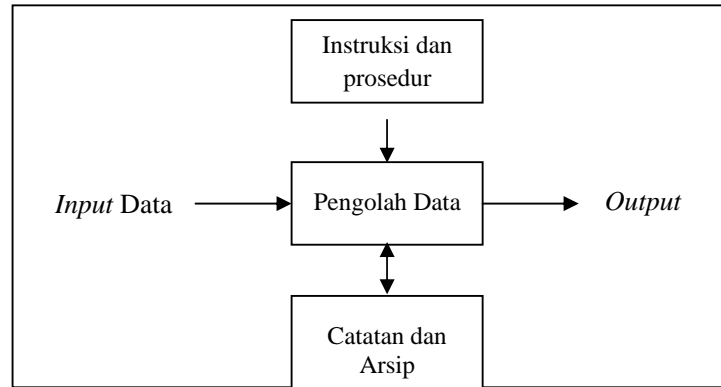 Instruksi dan
prosedur
Input Data
Pengolah Data
Output
Catatan dan
Arsip